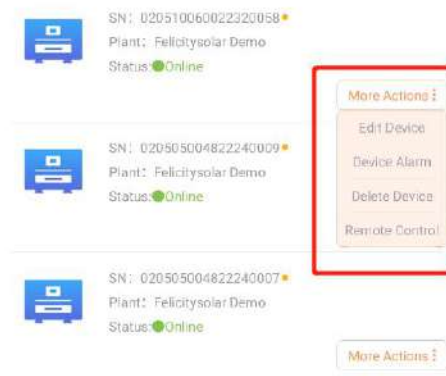 SN: 020510060022320058
Plant: Felicitysolar Demo
Status: Online
More Actions
Edit Device
SN: 020505004822240009
Plant: Felicitysolar Demo
Device Alarm
Status: Online
Delete Device
Remote Control
SN: 020505004822240007
Plant: Felicitysolar Demo
Status: Online
More Actions